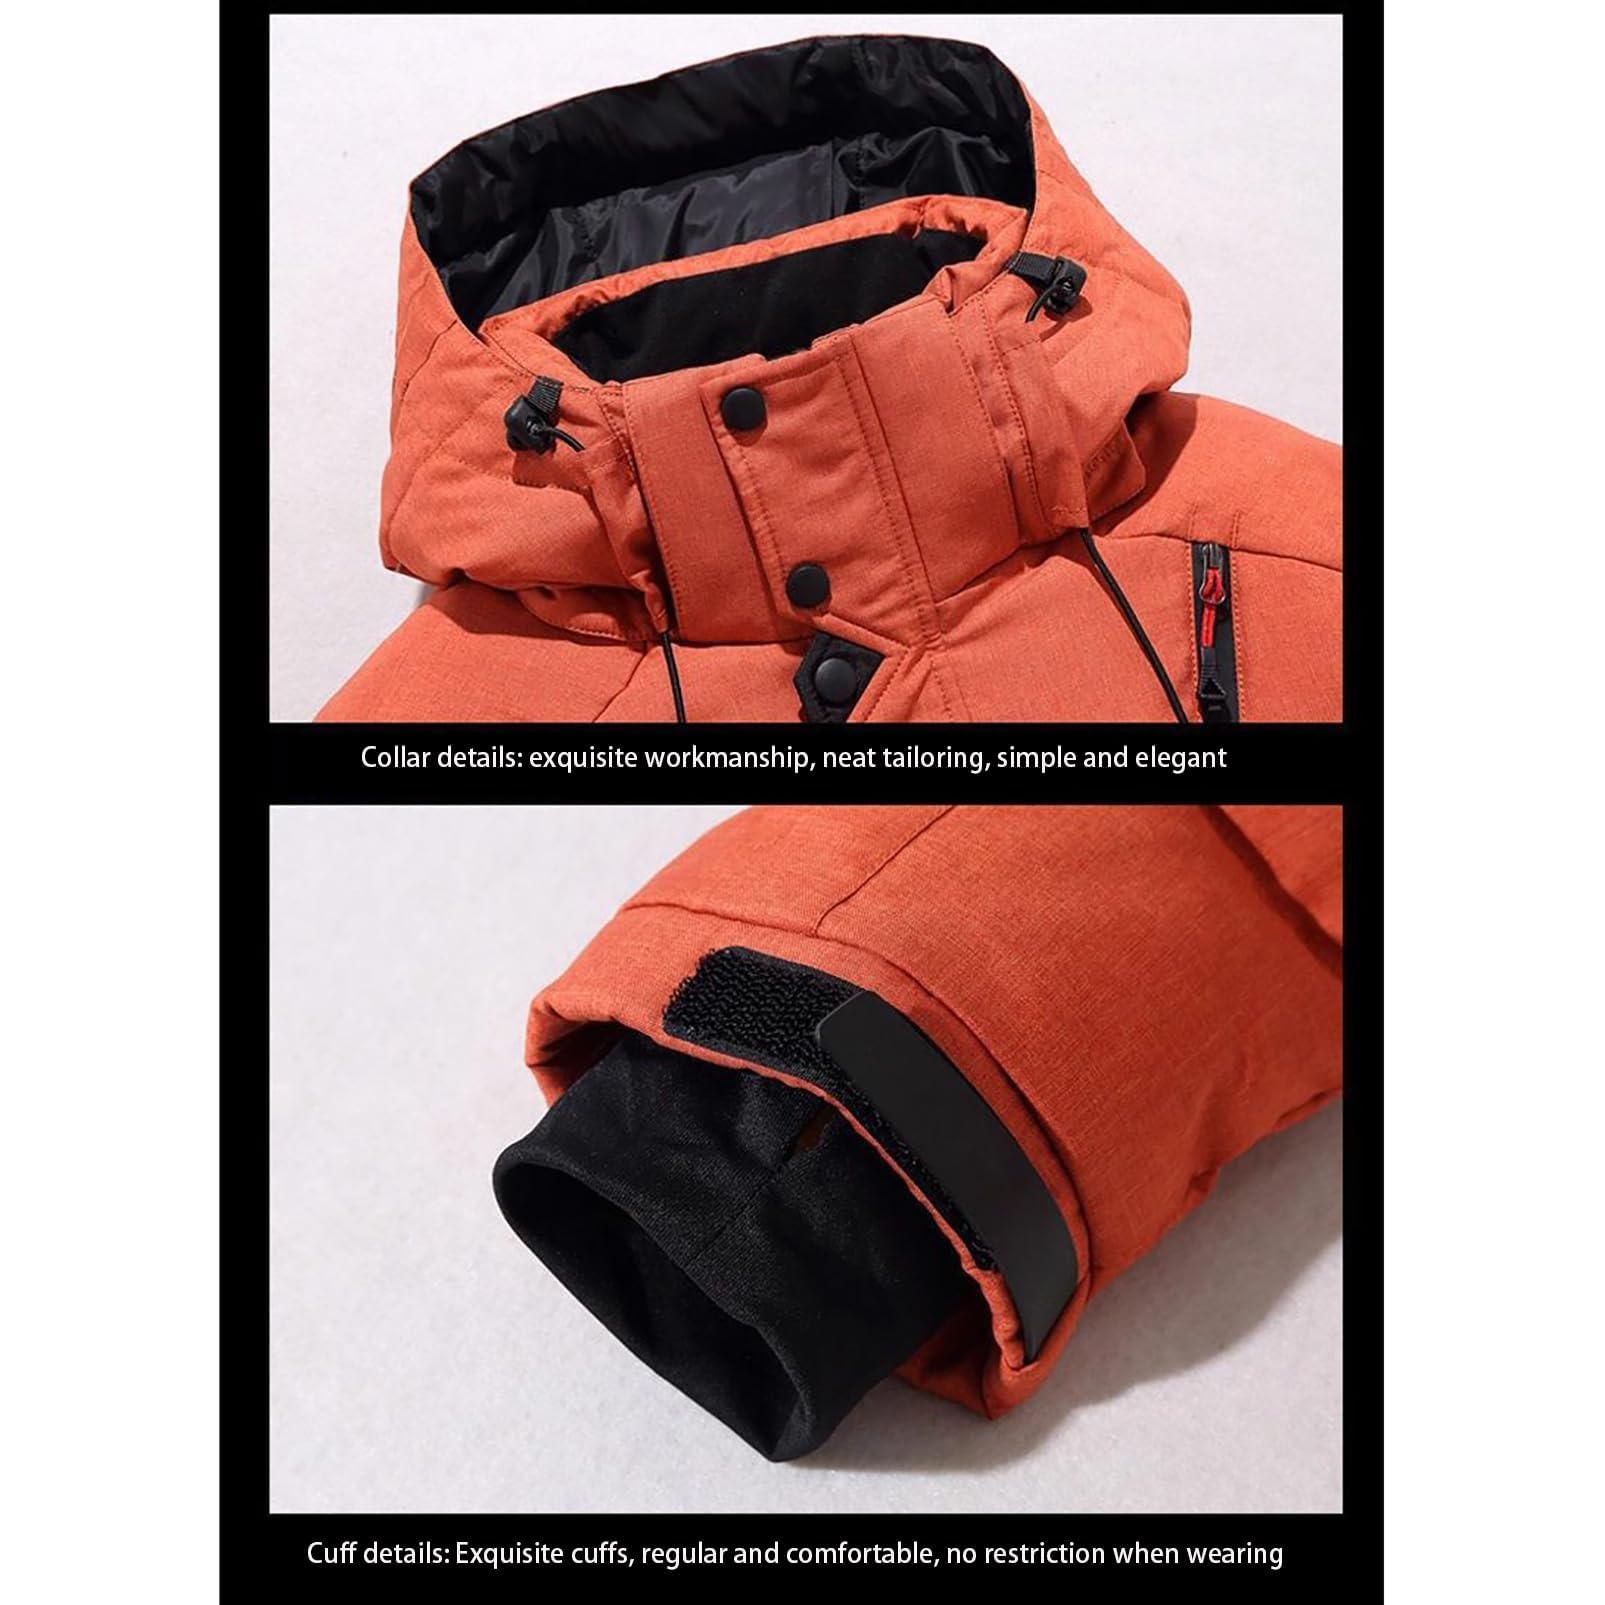 Collar details: exquisite workmanship, neat tailoring, simple and elegant
Cuff details: Exquisite cuffs, regular and comfortable, no restriction when wearing